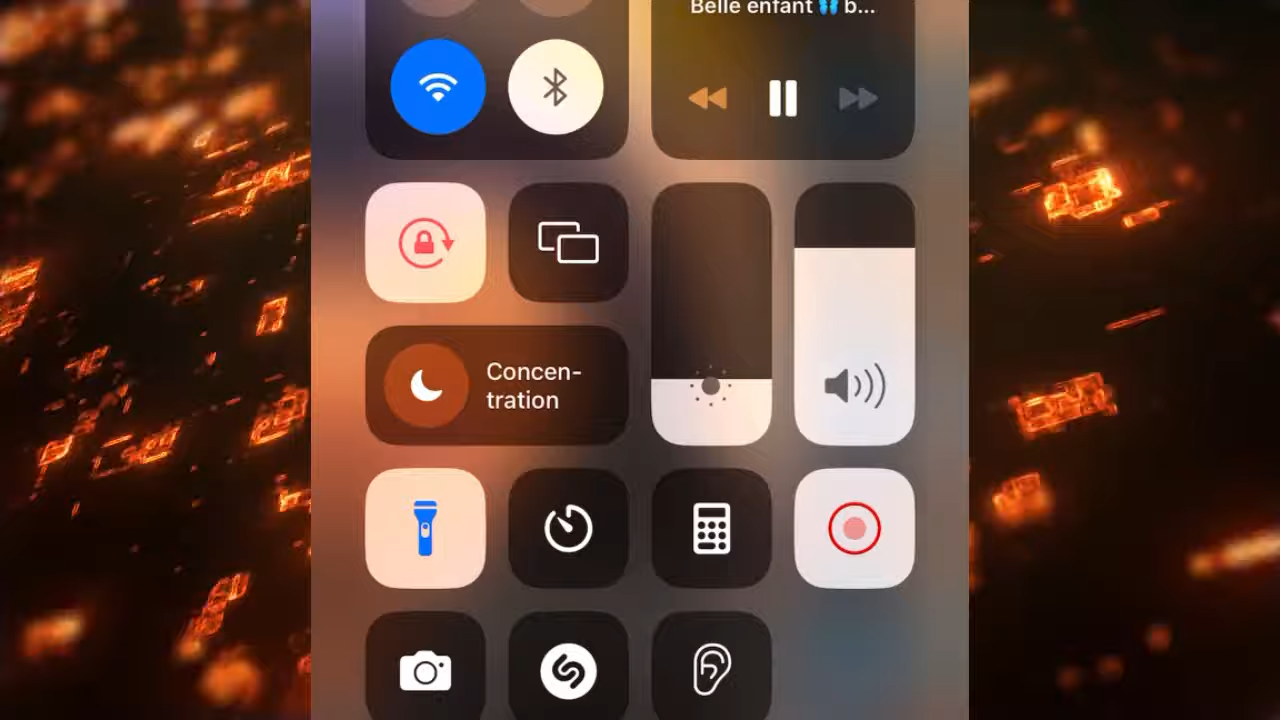 Belle enfant 👣 b...
Concen-
tration